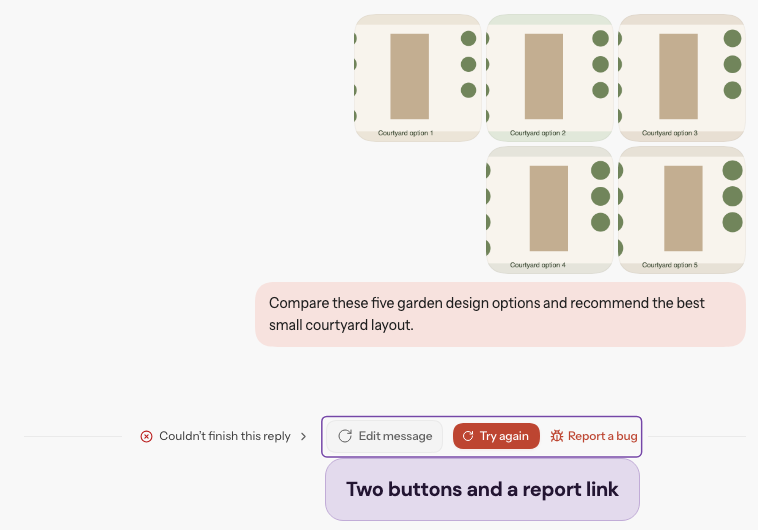 Courtyard option 1
Courtyard option 2
Courtyard option 3
Courtyard option 4
Courtyard option 5
Compare these five garden design options and recommend the best
small courtyard layout.
Couldn't finish this reply
Edit message
Try again
Report a bug
Two buttons and a report link